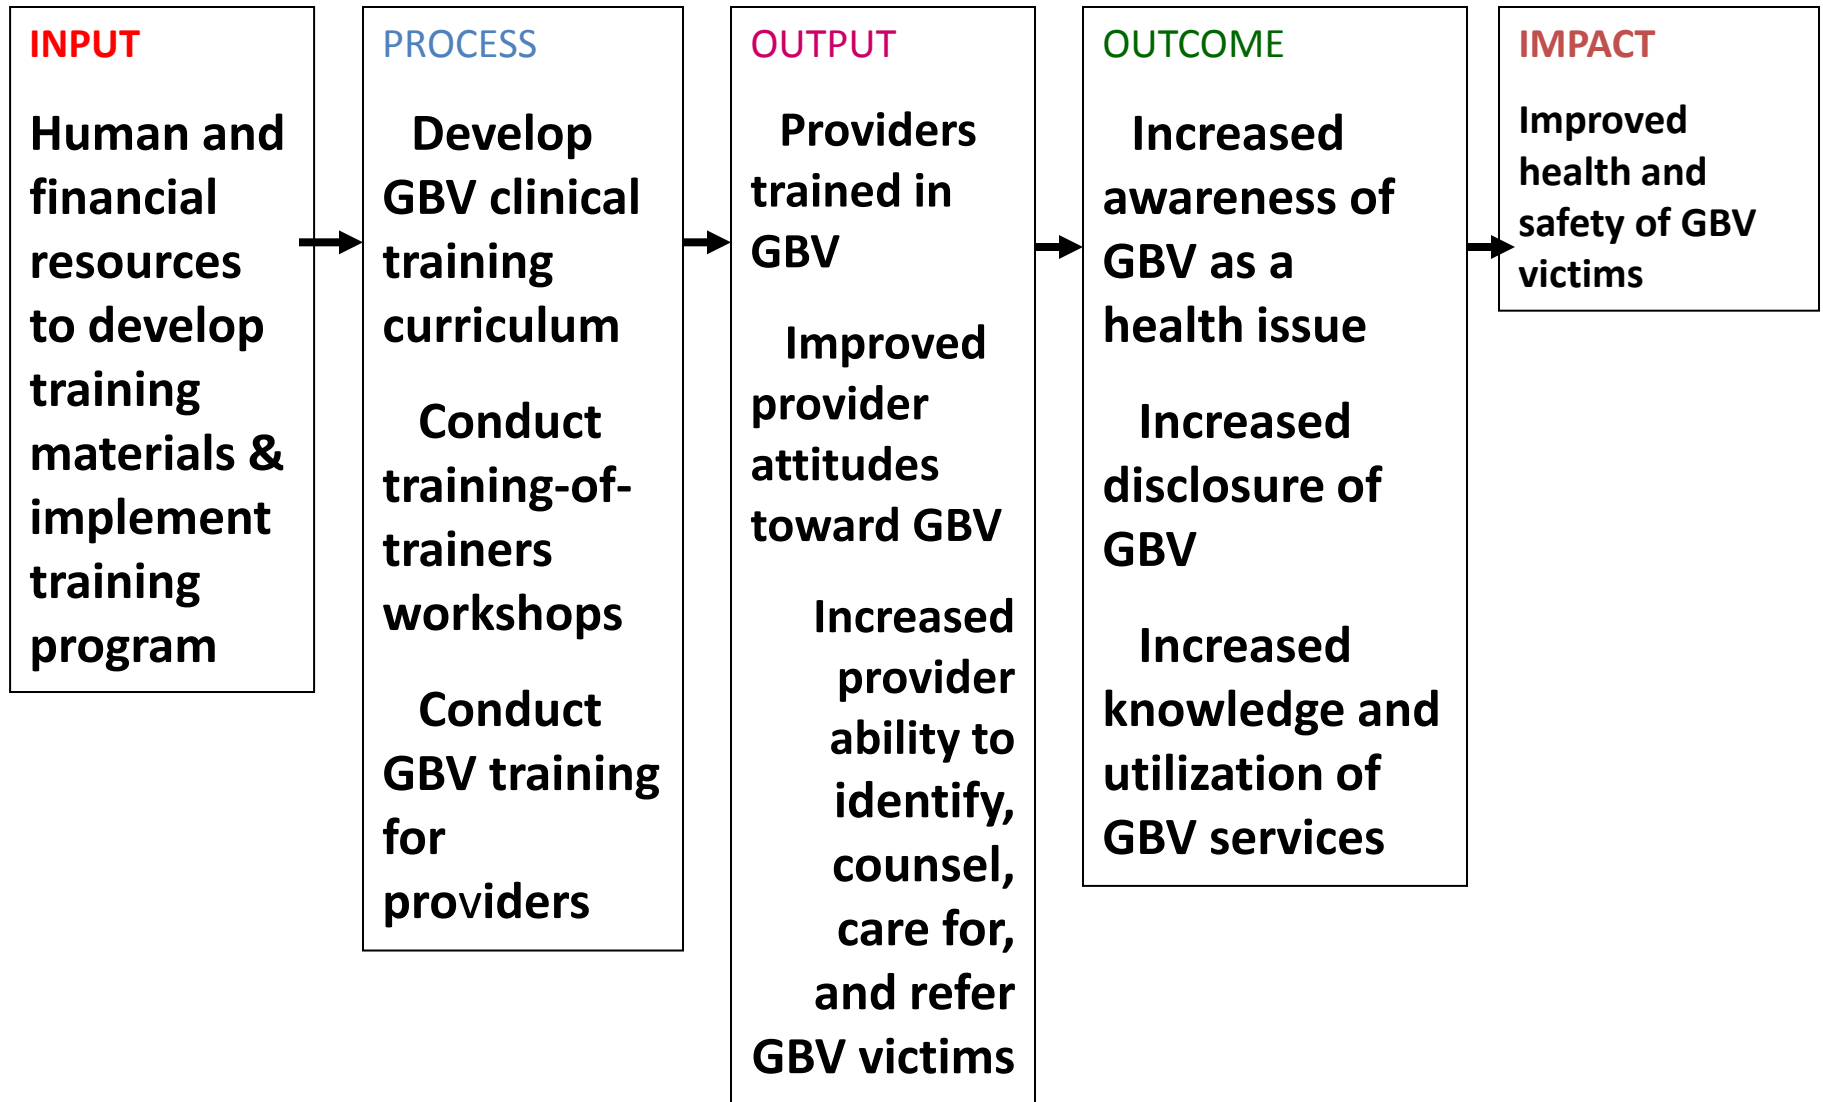 INPUT
Human and
financial
resources
to develop
training
materials &
implement
training
program
PROCESS
Develop
GBV clinical
training
curriculum
Conduct
training-of-
trainers
workshops
Conduct
GBV training
for
providers
OUTPUT
Providers
trained in
GBV
Improved
provider
attitudes
toward GBV
Increased
provider
ability to
identify,
counsel,
care for,
and refer
GBV victims
OUTCOME
Increased
awareness of
GBV as a
health issue
Increased
disclosure of
GBV
Increased
knowledge and
utilization of
GBV services
IMPACT
Improved
health and
safety of GBV
victims